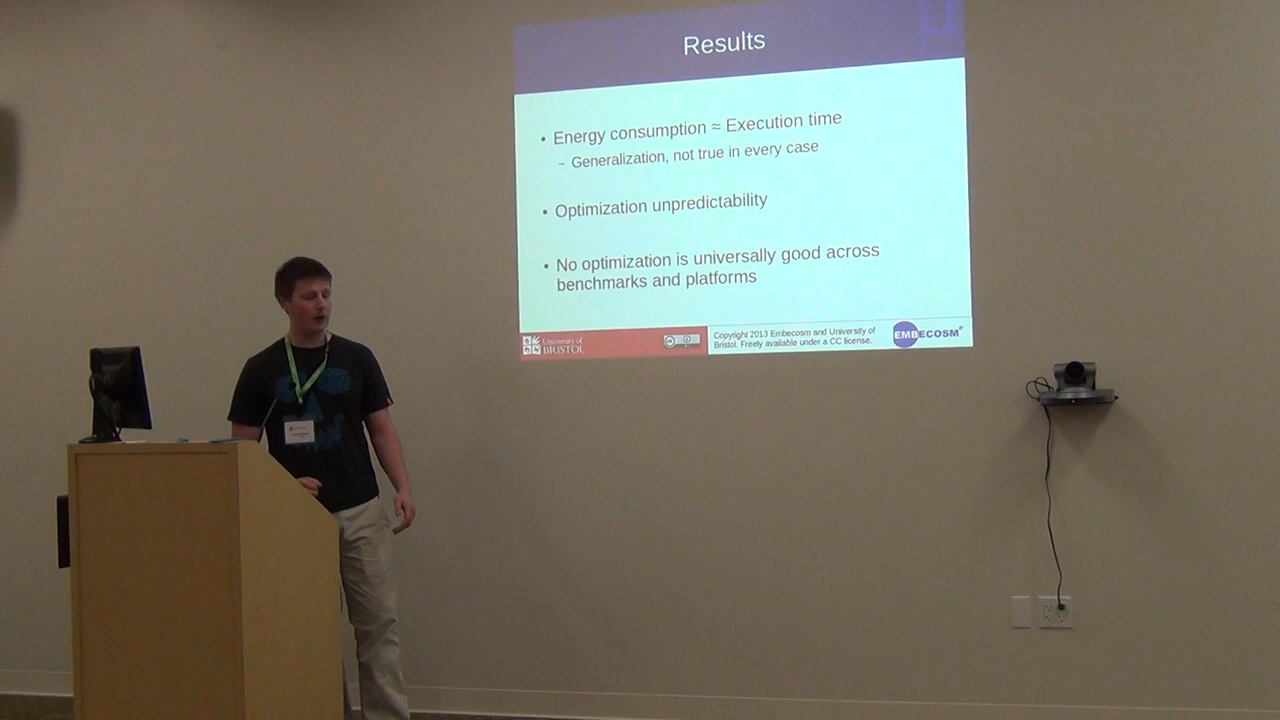 Results
• Energy consumption ≈ Execution time
– Generalization, not true in every case
• Optimization unpredictability
• No optimization is universally good across
benchmarks and platforms
University of
BRISTOL
Copyright 2013 Embecosm and University of
Bristol. Freely available under a CC license.
EMBECOSM®